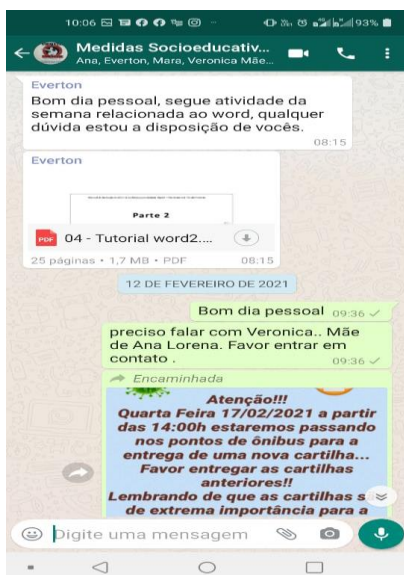 10:06
93%
Medidas Socioeducativ...
Ana, Everton, Mara, Veronica Mãe...
Everton
Bom dia pessoal, segue atividade da
semana relacionada ao word, qualquer
dúvida estou a disposição de vocês.
08:15
Everton
Parte 2
PDF
04 - Tutorial word2....
25 páginas • 1,7 MB • PDF
08:15
12 DE FEVEREIRO DE 2021
Bom dia pessoal 09:36
preciso falar com Veronica.. Mãe
de Ana Lorena. Favor entrar em
contato .
09:36
Encaminhada
Atenção!!!
Quarta Feira 17/02/2021 a partir
das 14:00h estaremos passando
nos pontos de ônibus para a
entrega de uma nova cartilha...
Favor entregar as cartilhas
anteriores!!
Lembrando de que as cartilhas s
de extrema importância para a
Digite uma mensagem